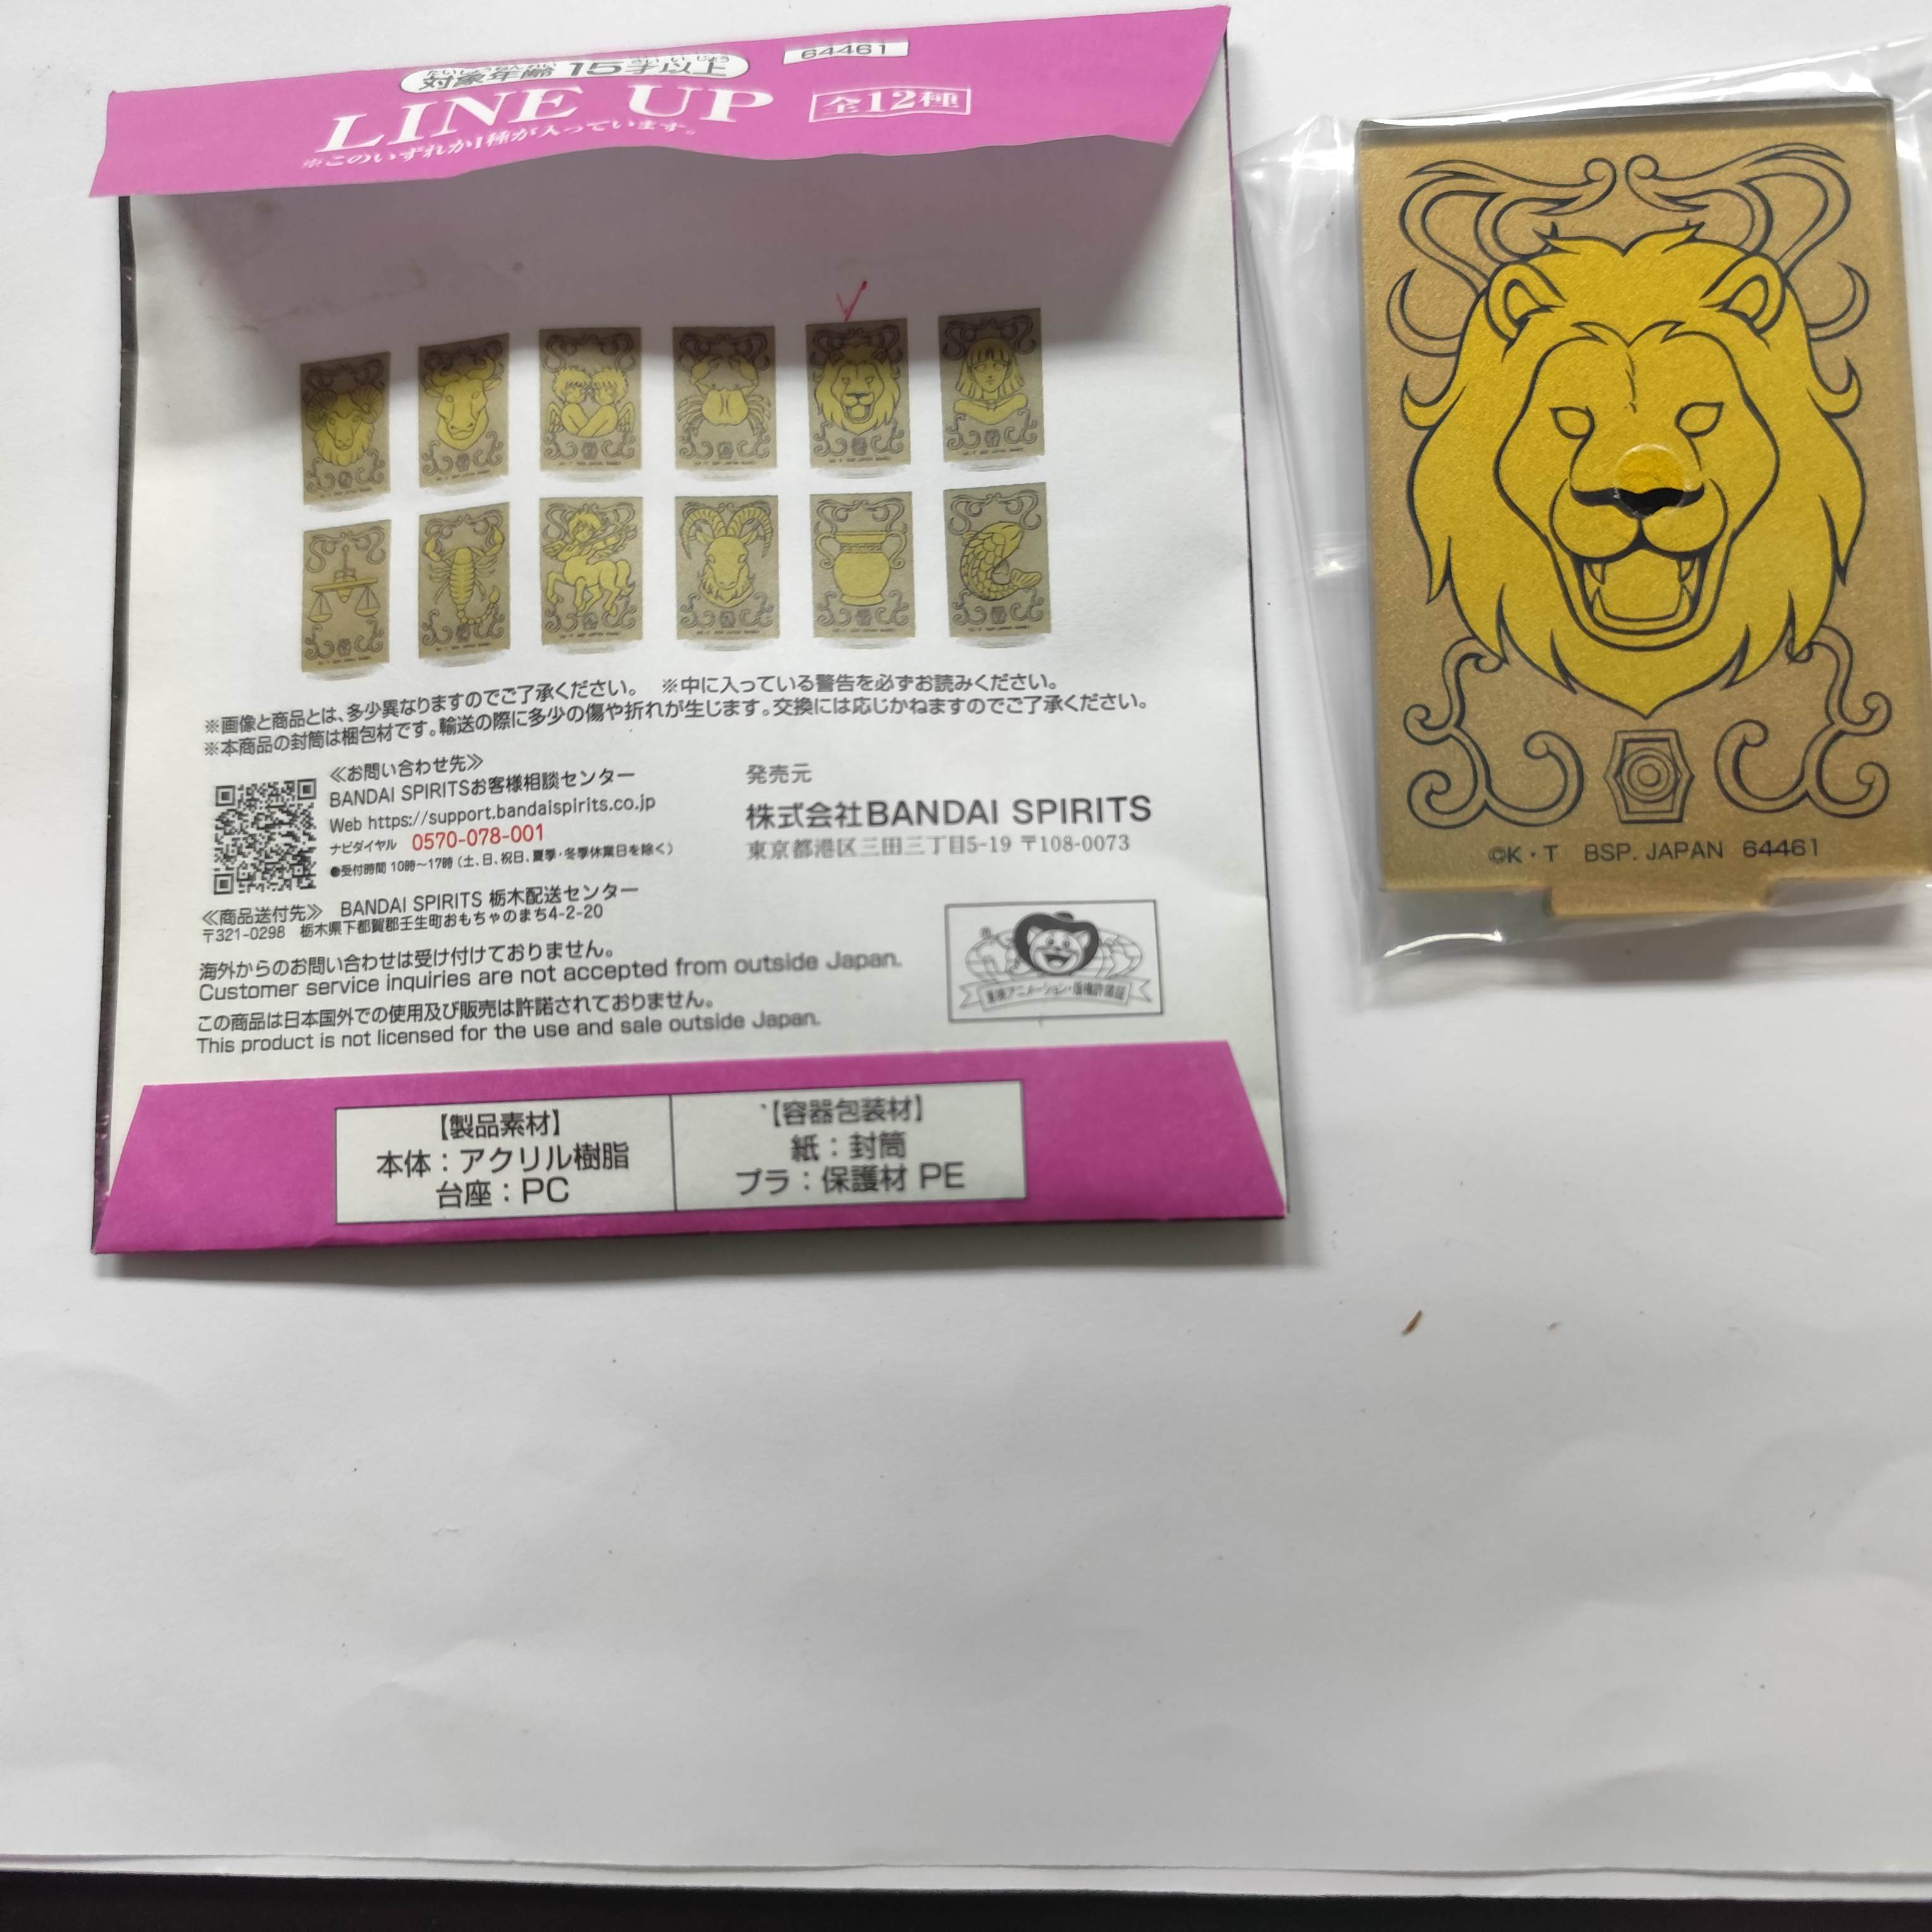 対象年齢 15才以上
64461
LINE UP 全12種
※このいずれか1種が入っています。
※画像と商品とは、多少異なりますのでご了承ください。 ※中に入っている警告を必ずお読みください。
※本商品の封筒は梱包材です。輸送の際に多少の傷や折れが生じます。交換には応じかねますのでご了承ください。
≪お問い合わせ先≫
BANDAI SPIRITSお客様相談センター
Web https://support.bandaispirits.co.jp
ナビダイヤル 0570-078-001
●受付時間 10時〜17時 (土、日、祝日、夏季・冬季休業日を除く)
≪商品送付先≫ BANDAI SPIRITS 栃木配送センター
〒321-0298 栃木県下都賀郡壬生町おもちゃのまち4-2-20
発売元
株式会社BANDAI SPIRITS
東京都港区三田三丁目5-19 〒108-0073
海外からのお問い合わせは受け付けておりません。
Customer service inquiries are not accepted from outside Japan.
この商品は日本国外での使用及び販売は許諾されておりません。
This product is not licensed for the use and sale outside Japan.
東映アニメーション・版権許諾証
【製品素材】
本体：アクリル樹脂
台座：PC
【容器包装材】
紙：封筒
プラ：保護材 PE
©K・T BSP. JAPAN 64461